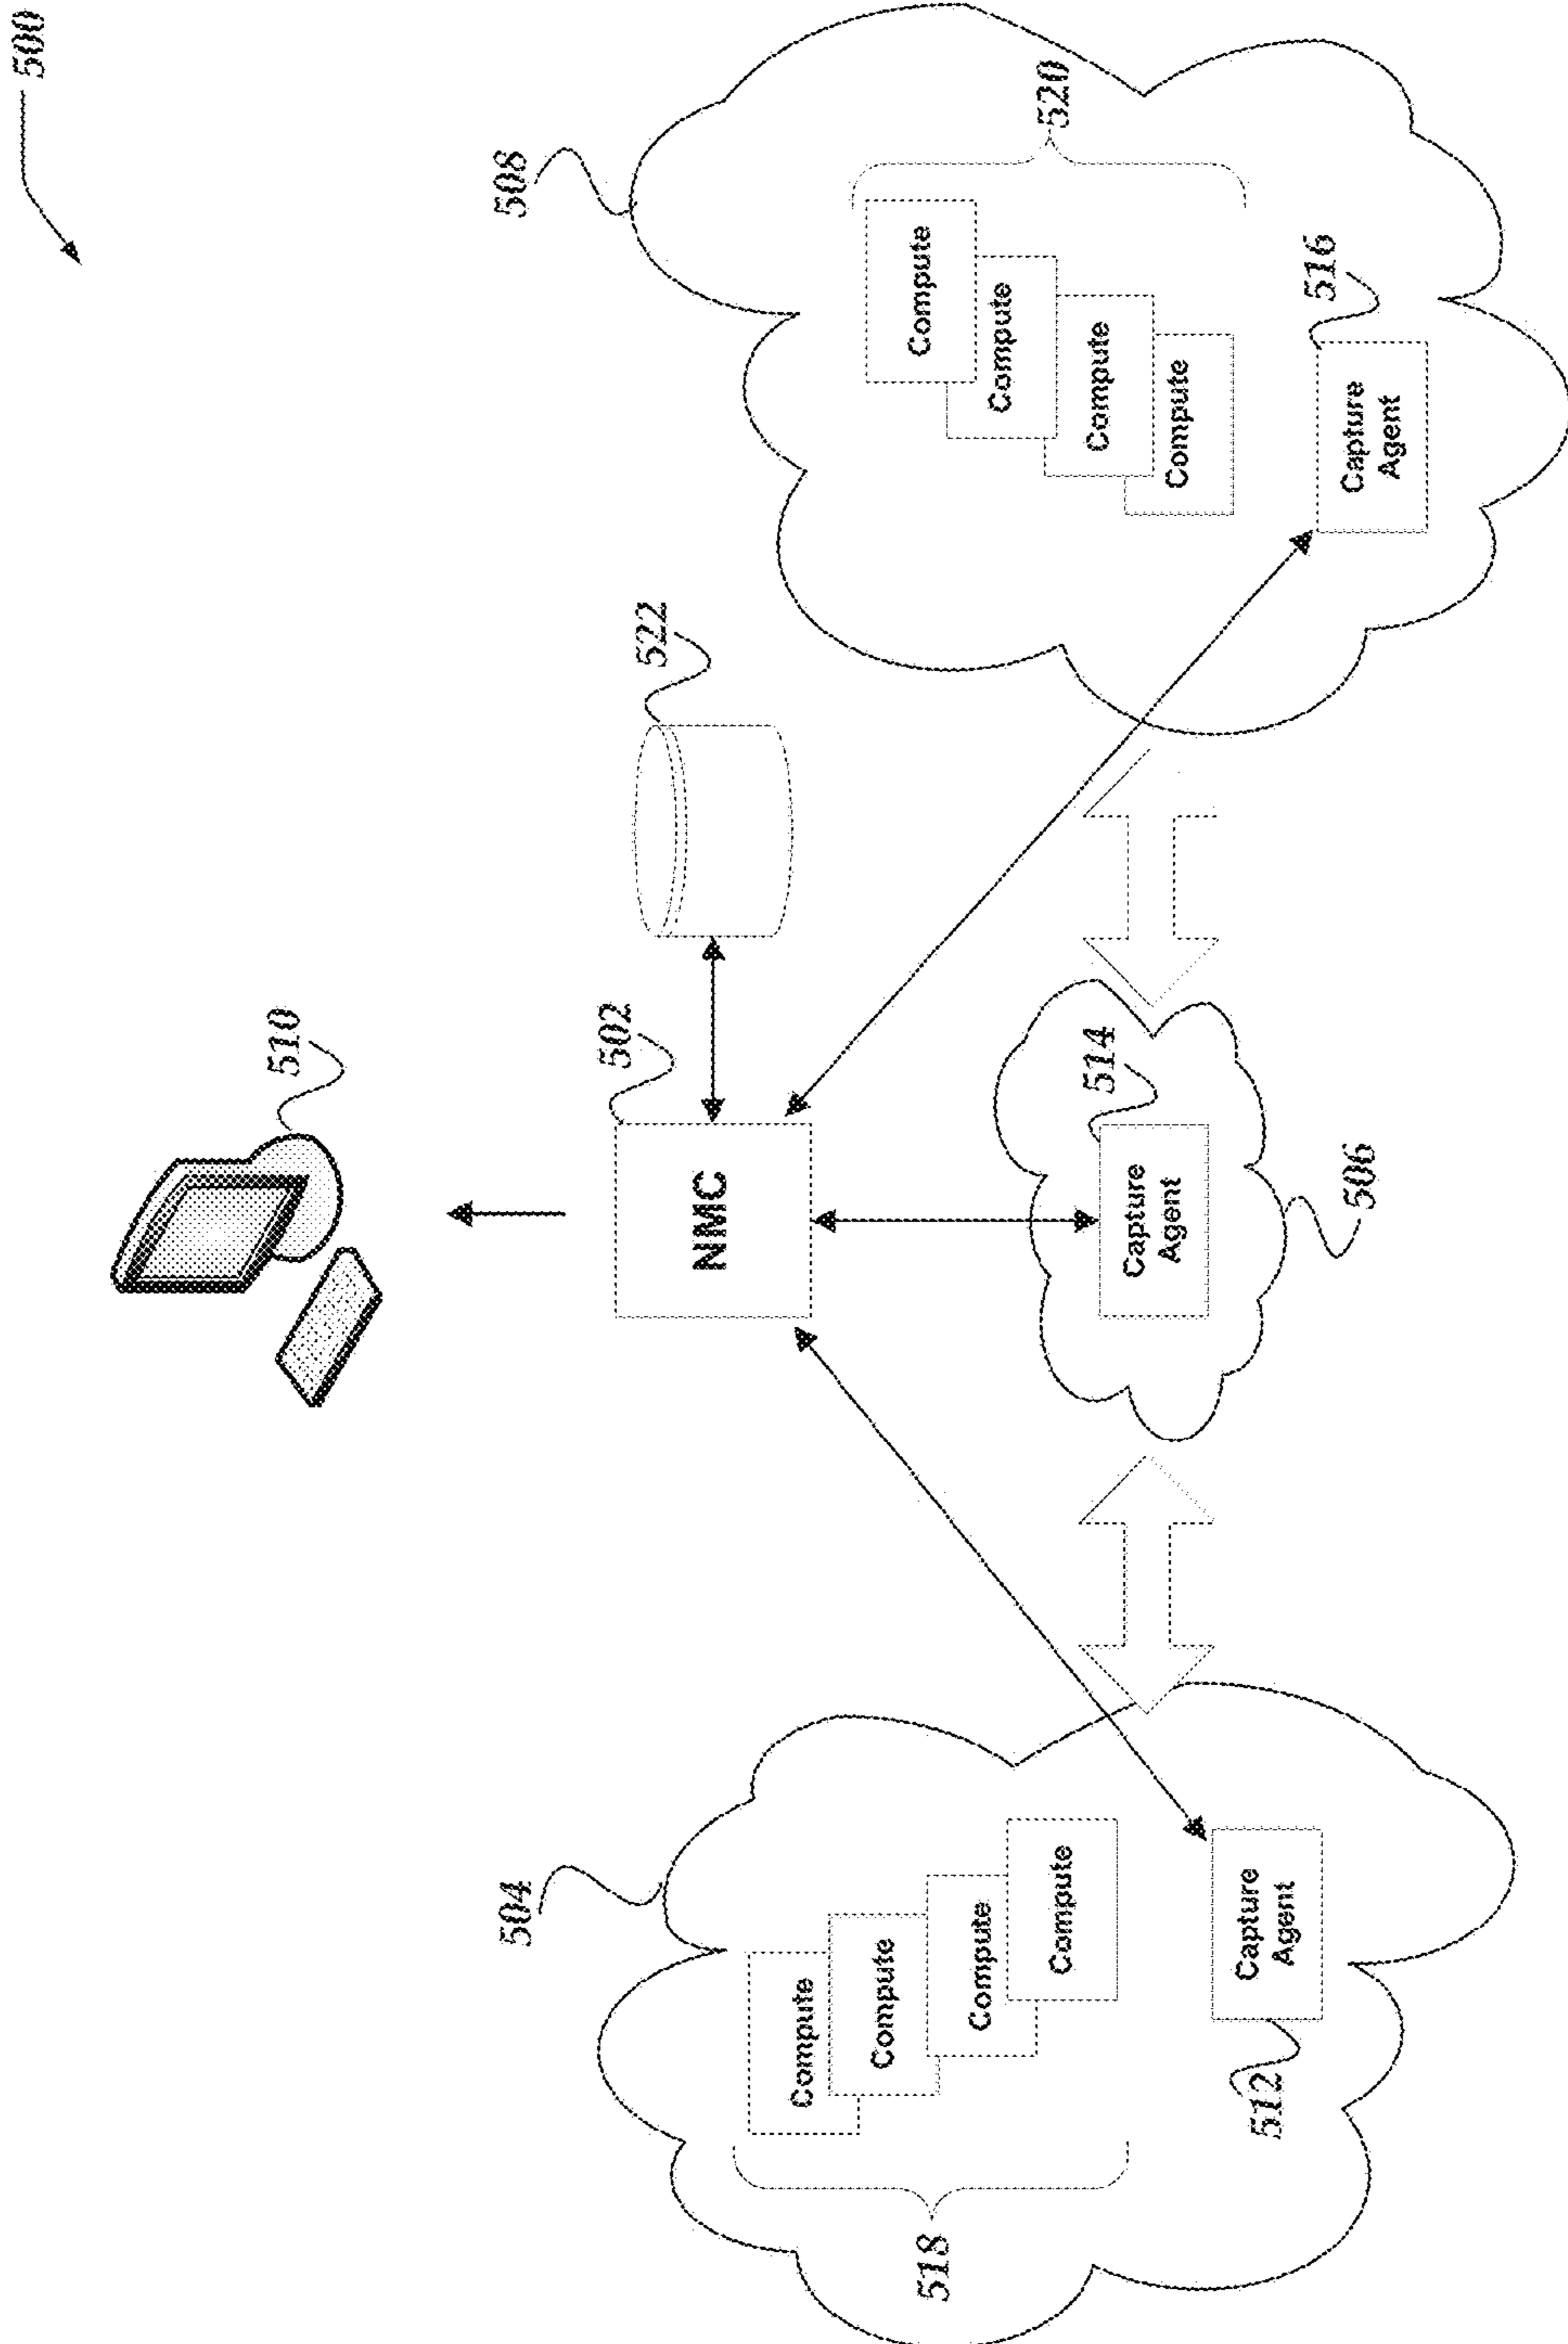 500
510
504
508
502
522
NMC
518
Compute
Compute
Compute
Compute
520
Compute
Compute
Compute
Compute
514
Capture
Agent
506
512
Capture
Agent
516
Capture
Agent